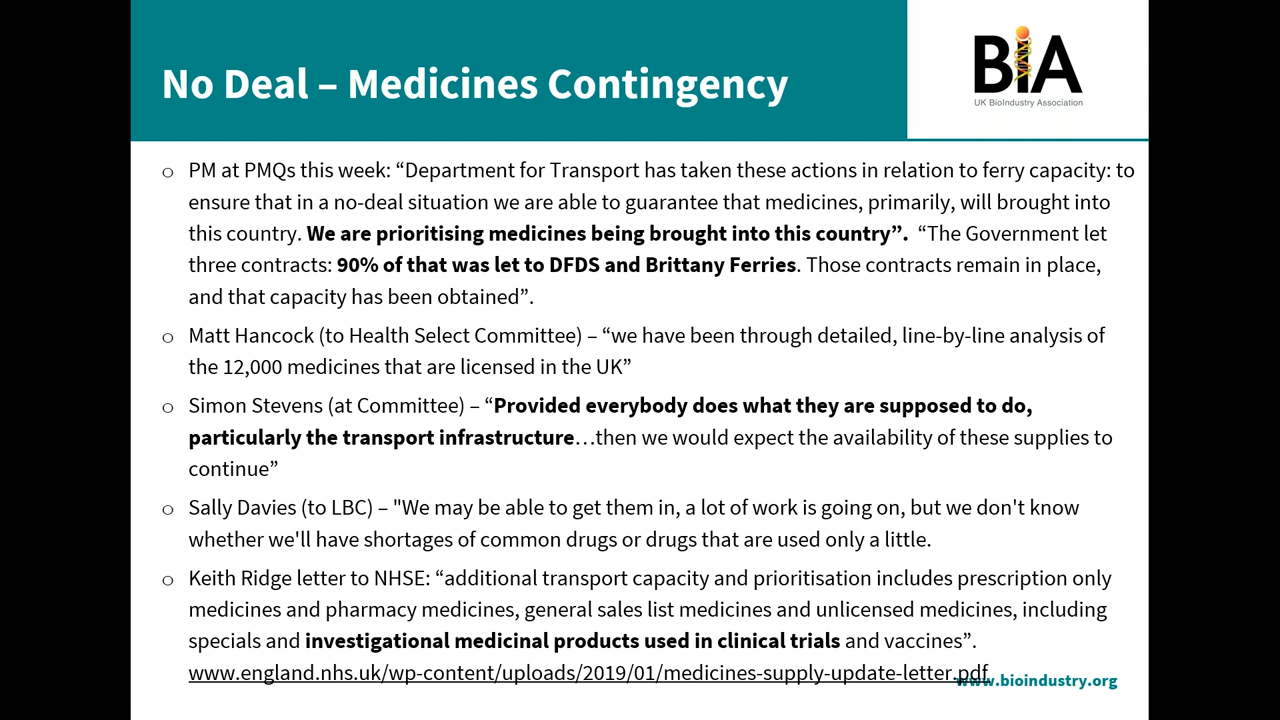 No Deal – Medicines Contingency
BiA
UK BioIndustry Association
o PM at PMQs this week: “Department for Transport has taken these actions in relation to ferry capacity: to
ensure that in a no-deal situation we are able to guarantee that medicines, primarily, will brought into
this country. We are prioritising medicines being brought into this country”. “The Government let
three contracts: 90% of that was let to DFDS and Brittany Ferries. Those contracts remain in place,
and that capacity has been obtained”.
o Matt Hancock (to Health Select Committee) – “we have been through detailed, line-by-line analysis of
the 12,000 medicines that are licensed in the UK”
o Simon Stevens (at Committee) – “Provided everybody does what they are supposed to do,
particularly the transport infrastructure…then we would expect the availability of these supplies to
continue”
o Sally Davies (to LBC) – "We may be able to get them in, a lot of work is going on, but we don't know
whether we'll have shortages of common drugs or drugs that are used only a little.
o Keith Ridge letter to NHSE: “additional transport capacity and prioritisation includes prescription only
medicines and pharmacy medicines, general sales list medicines and unlicensed medicines, including
specials and investigational medicinal products used in clinical trials and vaccines”.
www.england.nhs.uk/wp-content/uploads/2019/01/medicines-supply-update-letter.pdf
www.bioindustry.org